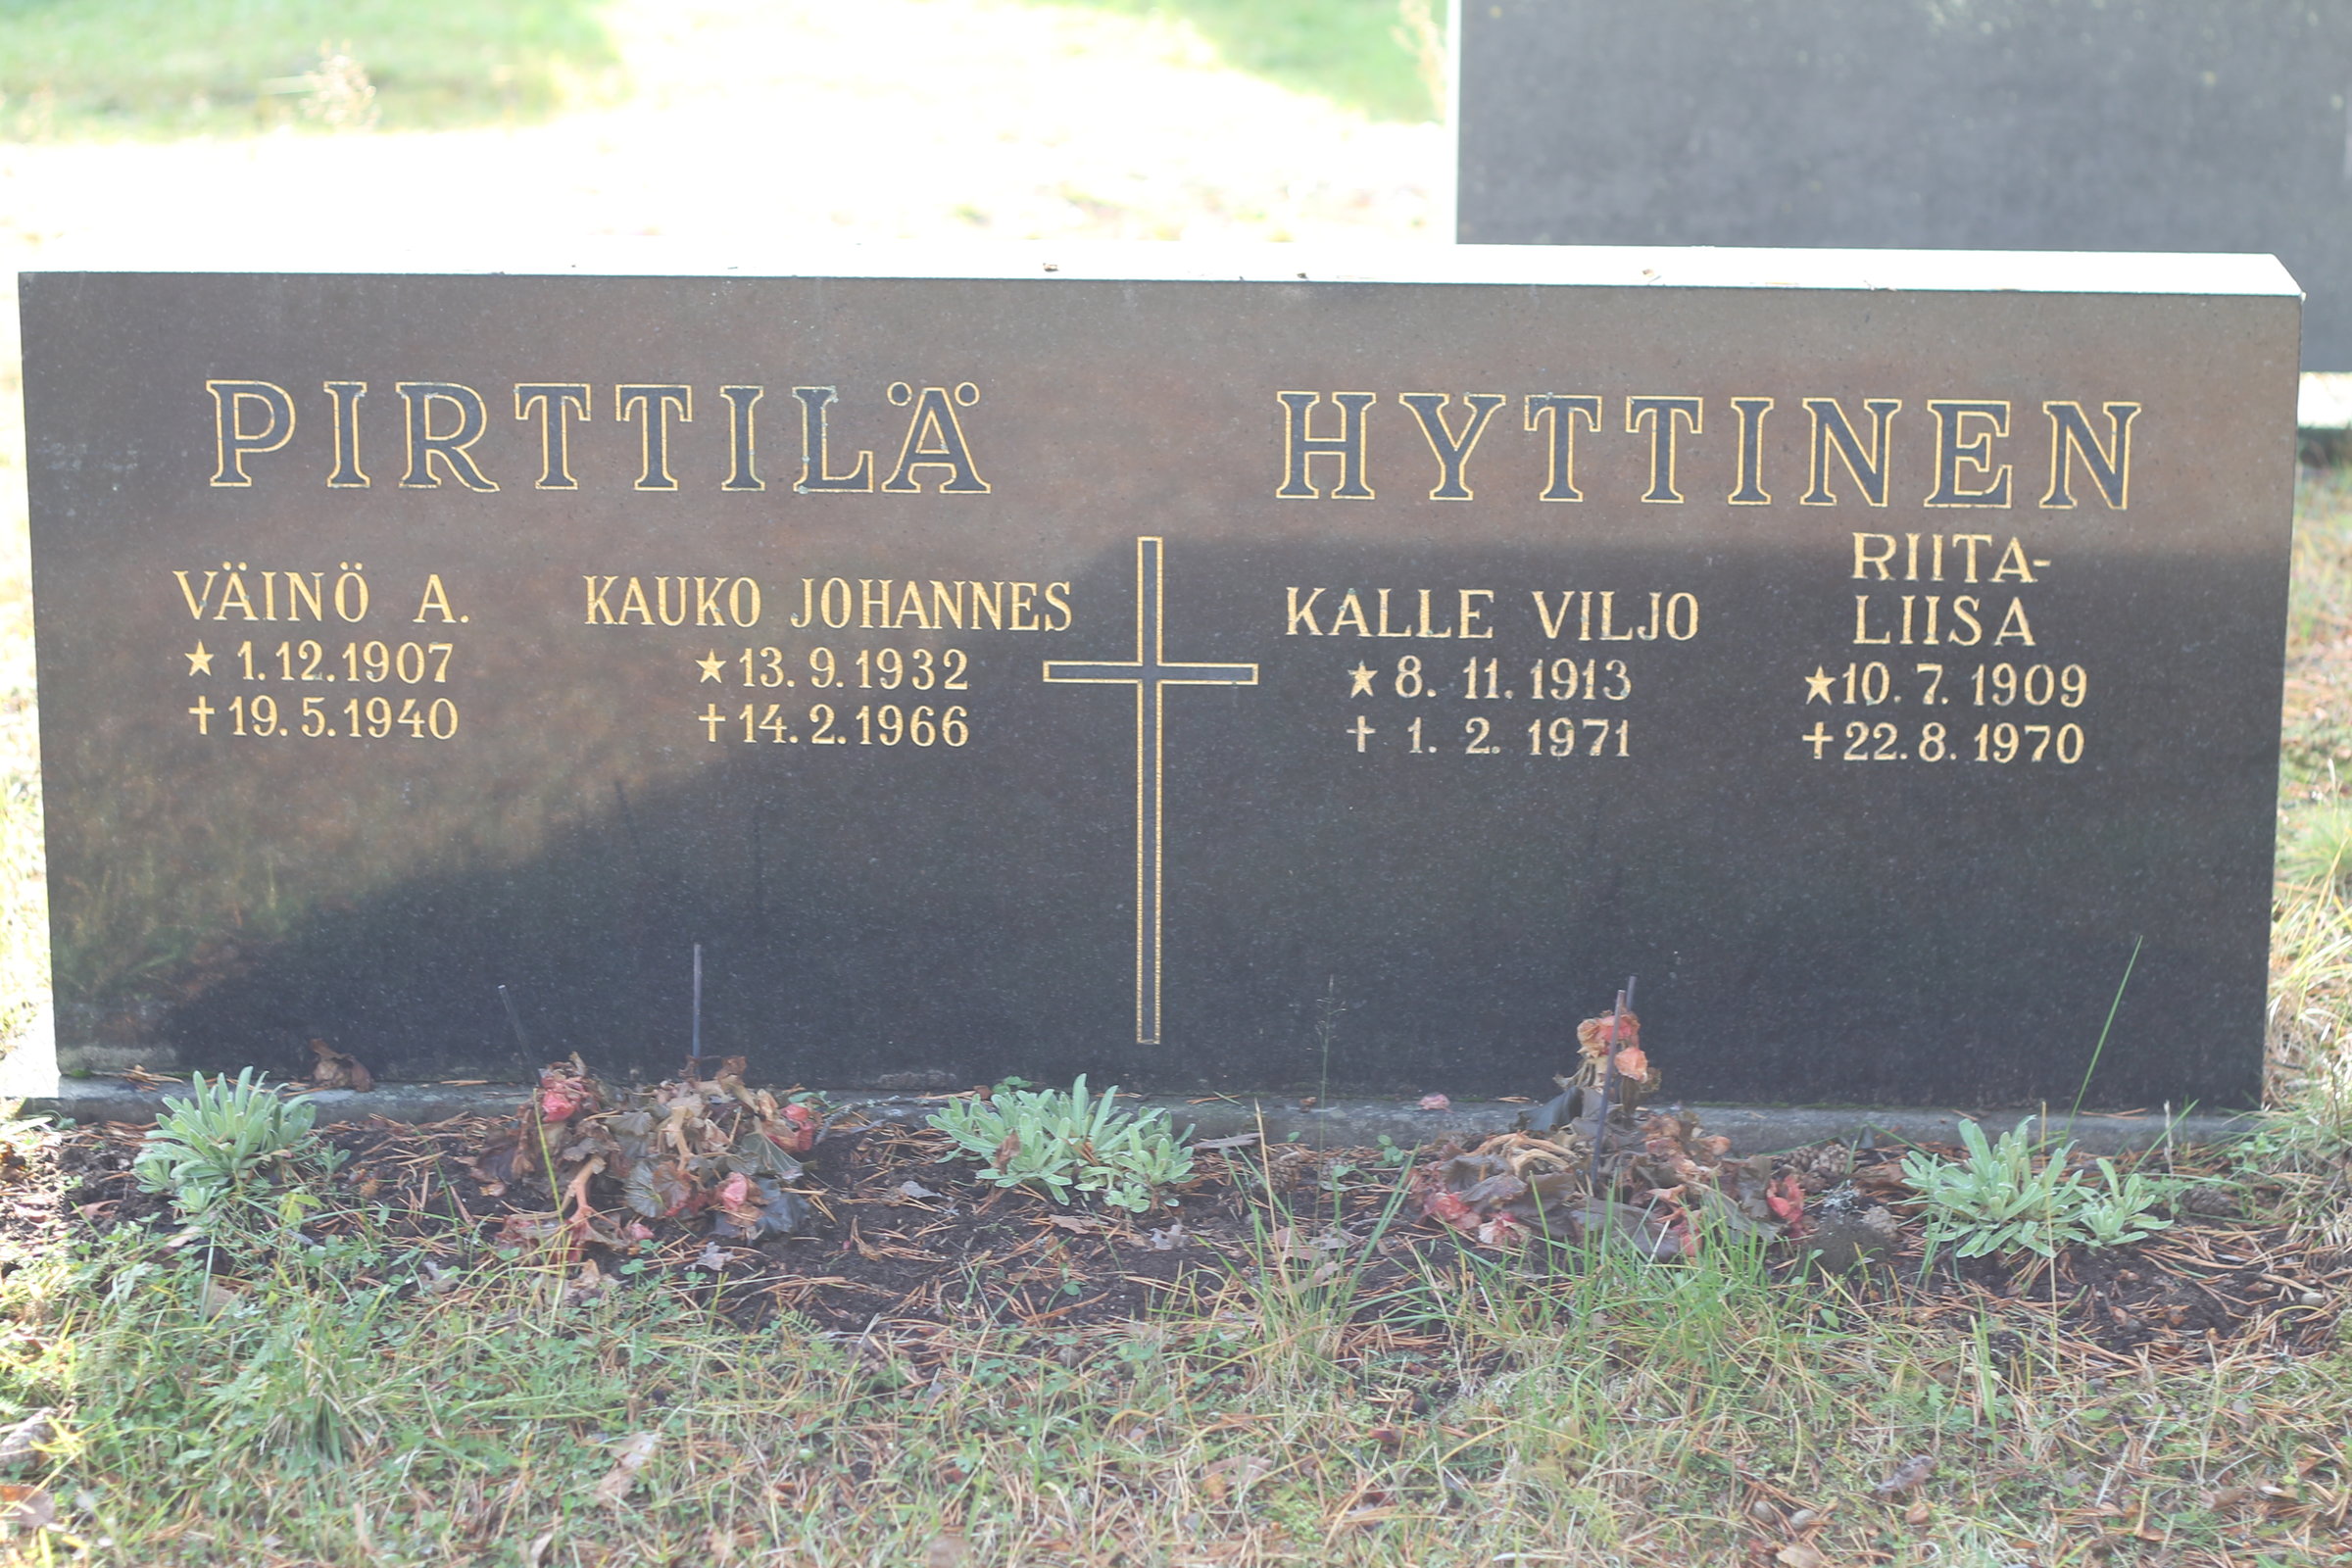 PIRTTILÄ
VÄINÖ A.
★ 1.12.1907
✝ 19.5.1940
KAUKO JOHANNES
★ 13.9.1932
✝ 14.2.1966
HYTTINEN
KALLE VILJO
★ 8. 11. 1913
✝ 1. 2. 1971
RIITA-
LIISA
★ 10. 7. 1909
✝ 22. 8. 1970